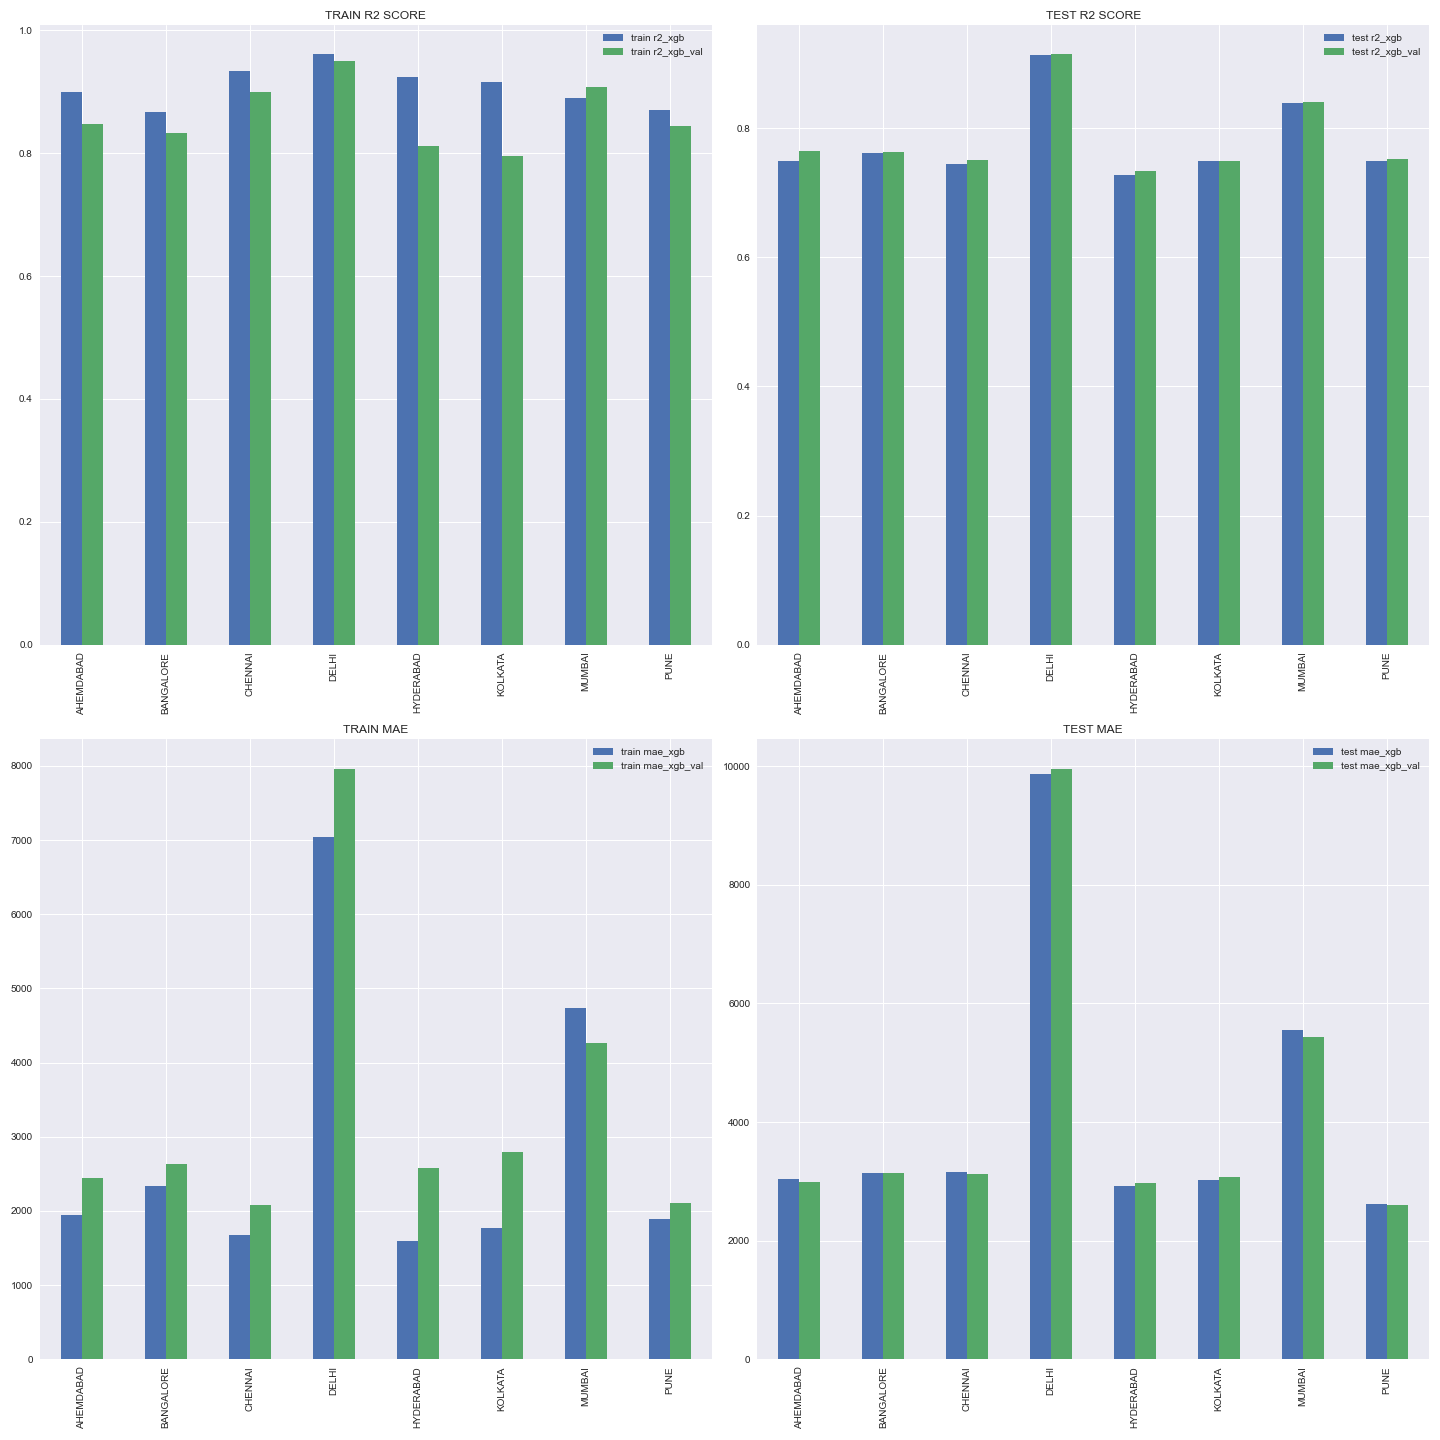 TRAIN R2 SCORE
1.0
0.8
0.6
0.4
0.2
0.0
train r2_xgb
train r2_xgb_val
AHEMDABAD
BANGALORE
CHENNAI
DELHI
HYDERABAD
KOLKATA
MUMBAI
PUNE
TEST R2 SCORE
0.8
0.6
0.4
0.2
0.0
test r2_xgb
test r2_xgb_val
AHEMDABAD
BANGALORE
CHENNAI
DELHI
HYDERABAD
KOLKATA
MUMBAI
PUNE
TRAIN MAE
8000
7000
6000
5000
4000
3000
2000
1000
0
train mae_xgb
train mae_xgb_val
AHEMDABAD
BANGALORE
CHENNAI
DELHI
HYDERABAD
KOLKATA
MUMBAI
PUNE
TEST MAE
10000
8000
6000
4000
2000
0
test mae_xgb
test mae_xgb_val
AHEMDABAD
BANGALORE
CHENNAI
DELHI
HYDERABAD
KOLKATA
MUMBAI
PUNE